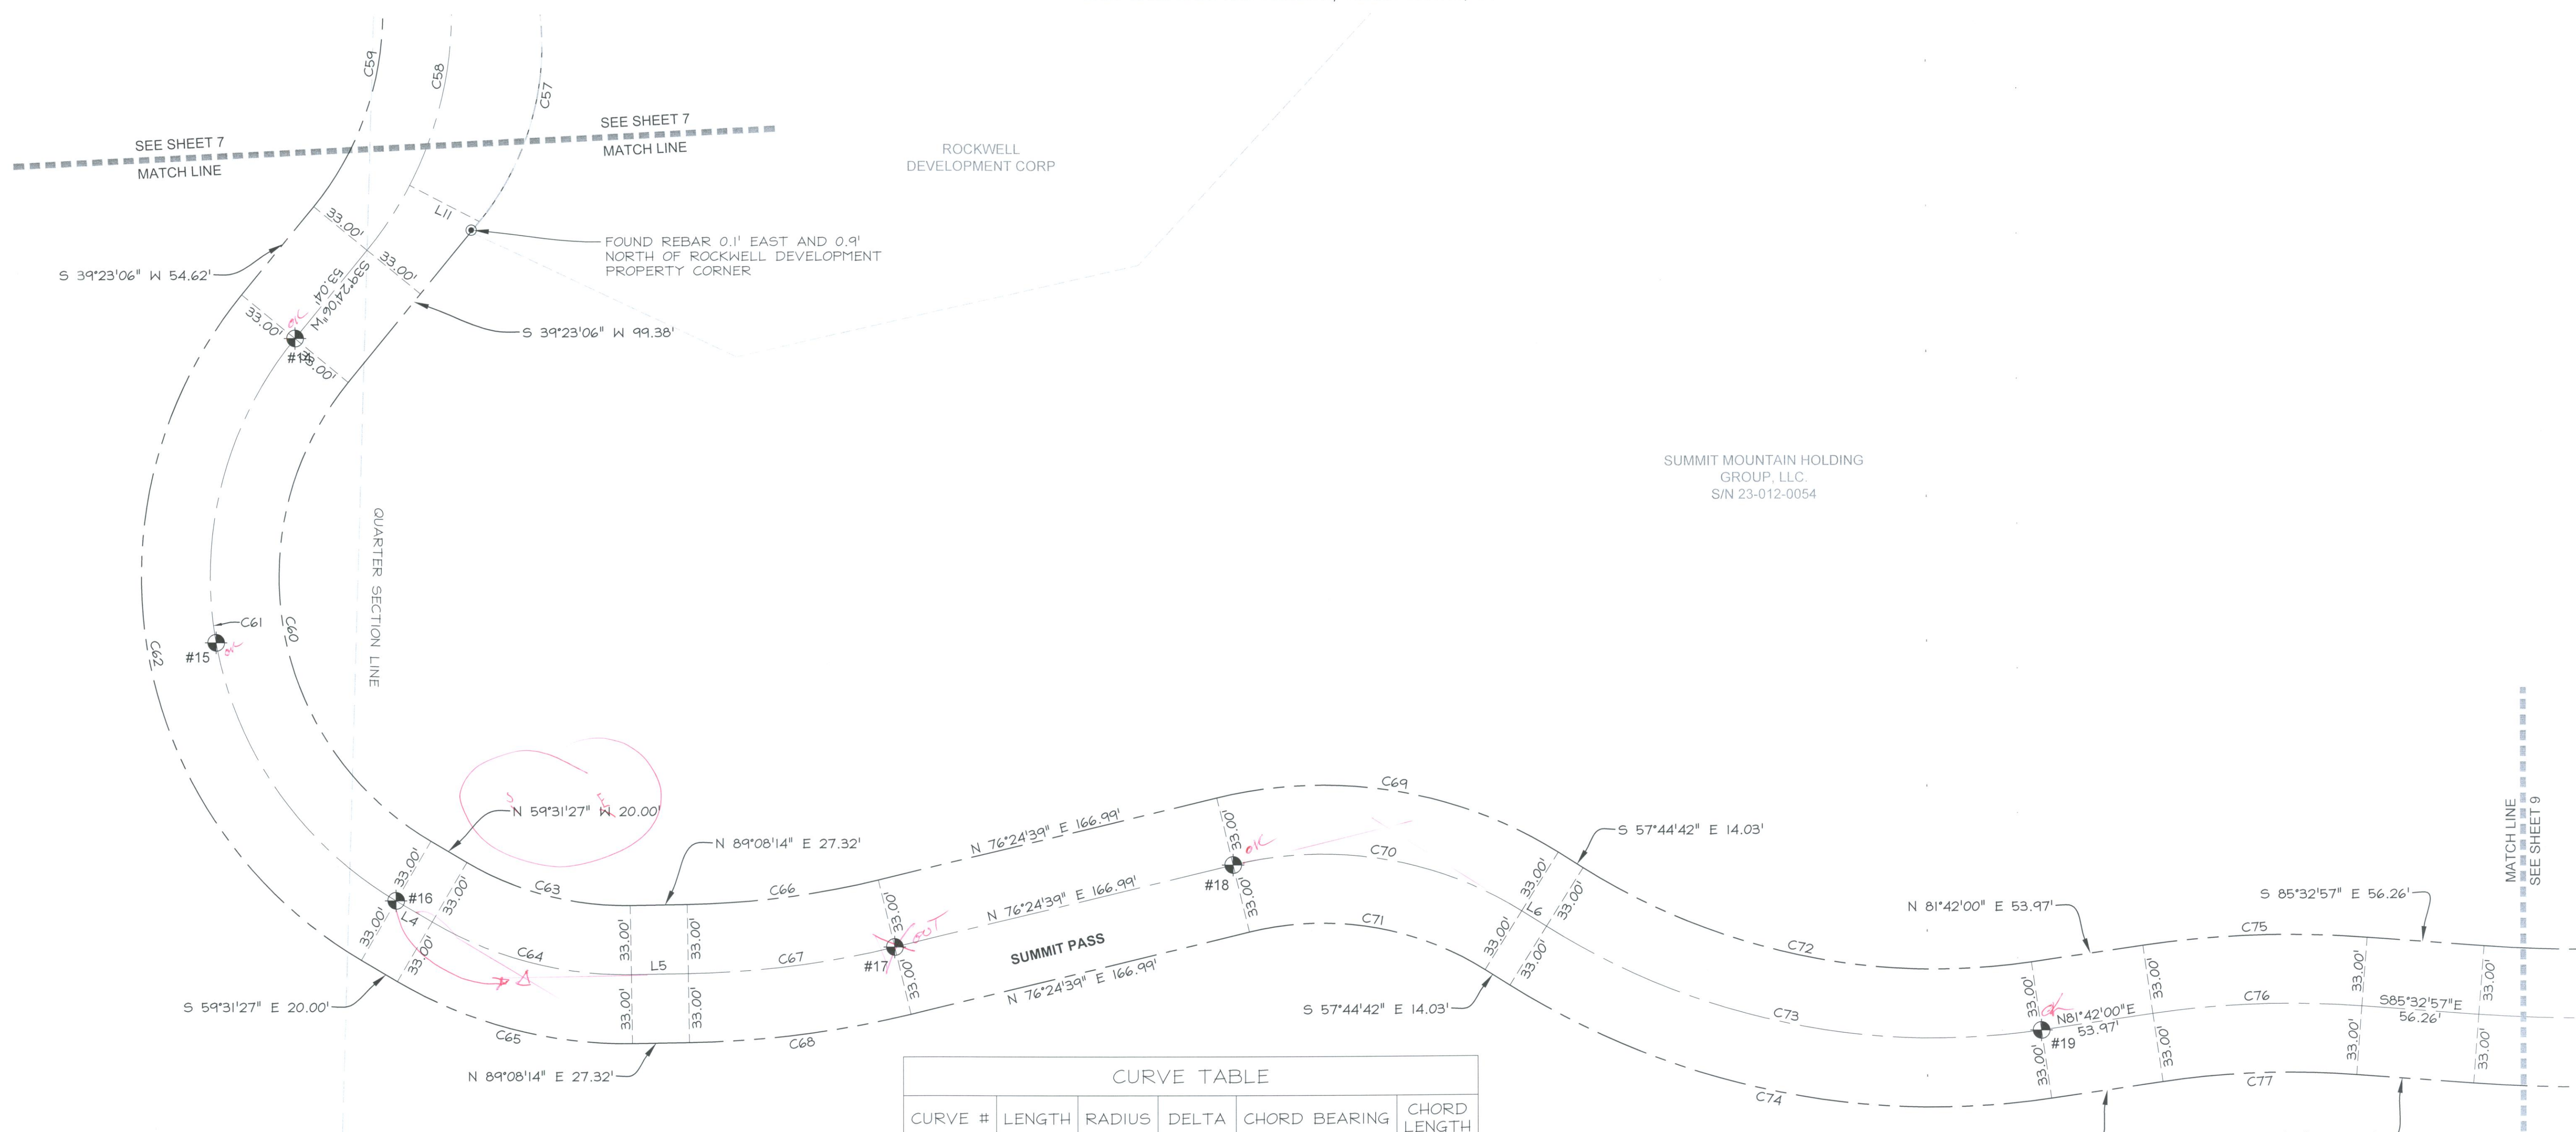 C59
C58
C57
SEE SHEET 7
MATCH LINE
SEE SHEET 7
MATCH LINE
ROCKWELL
DEVELOPMENT CORP
L11
33.00'
33.00'
FOUND REBAR 0.1' EAST AND 0.9'
NORTH OF ROCKWELL DEVELOPMENT
PROPERTY CORNER
S 39°23'06" W 54.62'
S39°24'06"W
53.04'
S 39°23'06" W 99.38'
33.00'
OK
#14
33.00'
QUARTER SECTION LINE
SUMMIT MOUNTAIN HOLDING
GROUP, LLC.
S/N 23-012-0054
C61
C60
C62
#15
OK
S E
N 59°31'27" W 20.00'
N 89°08'14" E 27.32'
33.00'
33.00'
#16
L4
33.00'
33.00'
S 59°31'27" E 20.00'
C63
C64
C65
33.00'
33.00'
L5
33.00'
33.00'
N 89°08'14" E 27.32'
C66
C67
C68
33.00'
OUT
#17
33.00'
N 76°24'39" E 166.99'
N 76°24'39" E 166.99'
SUMMIT PASS
N 76°24'39" E 166.99'
33.00'
OK
#18
33.00'
C69
C70
C71
S 57°44'42" E 14.03'
33.00'
33.00'
L6
33.00'
33.00'
S 57°44'42" E 14.03'
C72
C73
C74
N 81°42'00" E 53.97'
33.00'
33.00'
OK
N81°42'00"E
53.97'
#19
33.00'
33.00'
C75
C76
C77
S 85°32'57" E 56.26'
33.00'
33.00'
S85°32'57"E
56.26'
33.00'
33.00'
MATCH LINE
SEE SHEET 9
CURVE TABLE
CURVE # LENGTH RADIUS DELTA CHORD BEARING CHORD LENGTH